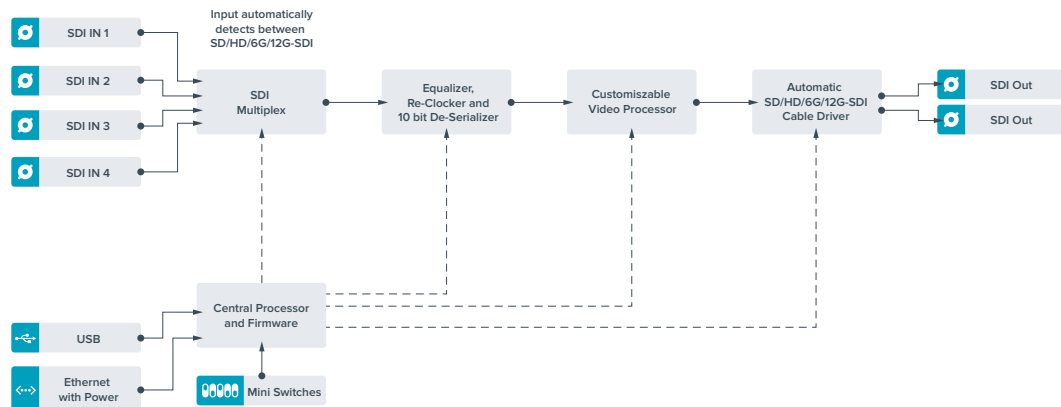 Input automatically
detects between
SD/HD/6G/12G-SDI
SDI IN 1
SDI IN 2
SDI IN 3
SDI IN 4
SDI
Multiplex
Equalizer,
Re-Clocker and
10 bit De-Serializer
Customiszable
Video Processor
Automatic
SD/HD/6G/12G-SDI
Cable Driver
SDI Out
SDI Out
Central Processor
and Firmware
USB
Ethernet
with Power
Mini Switches